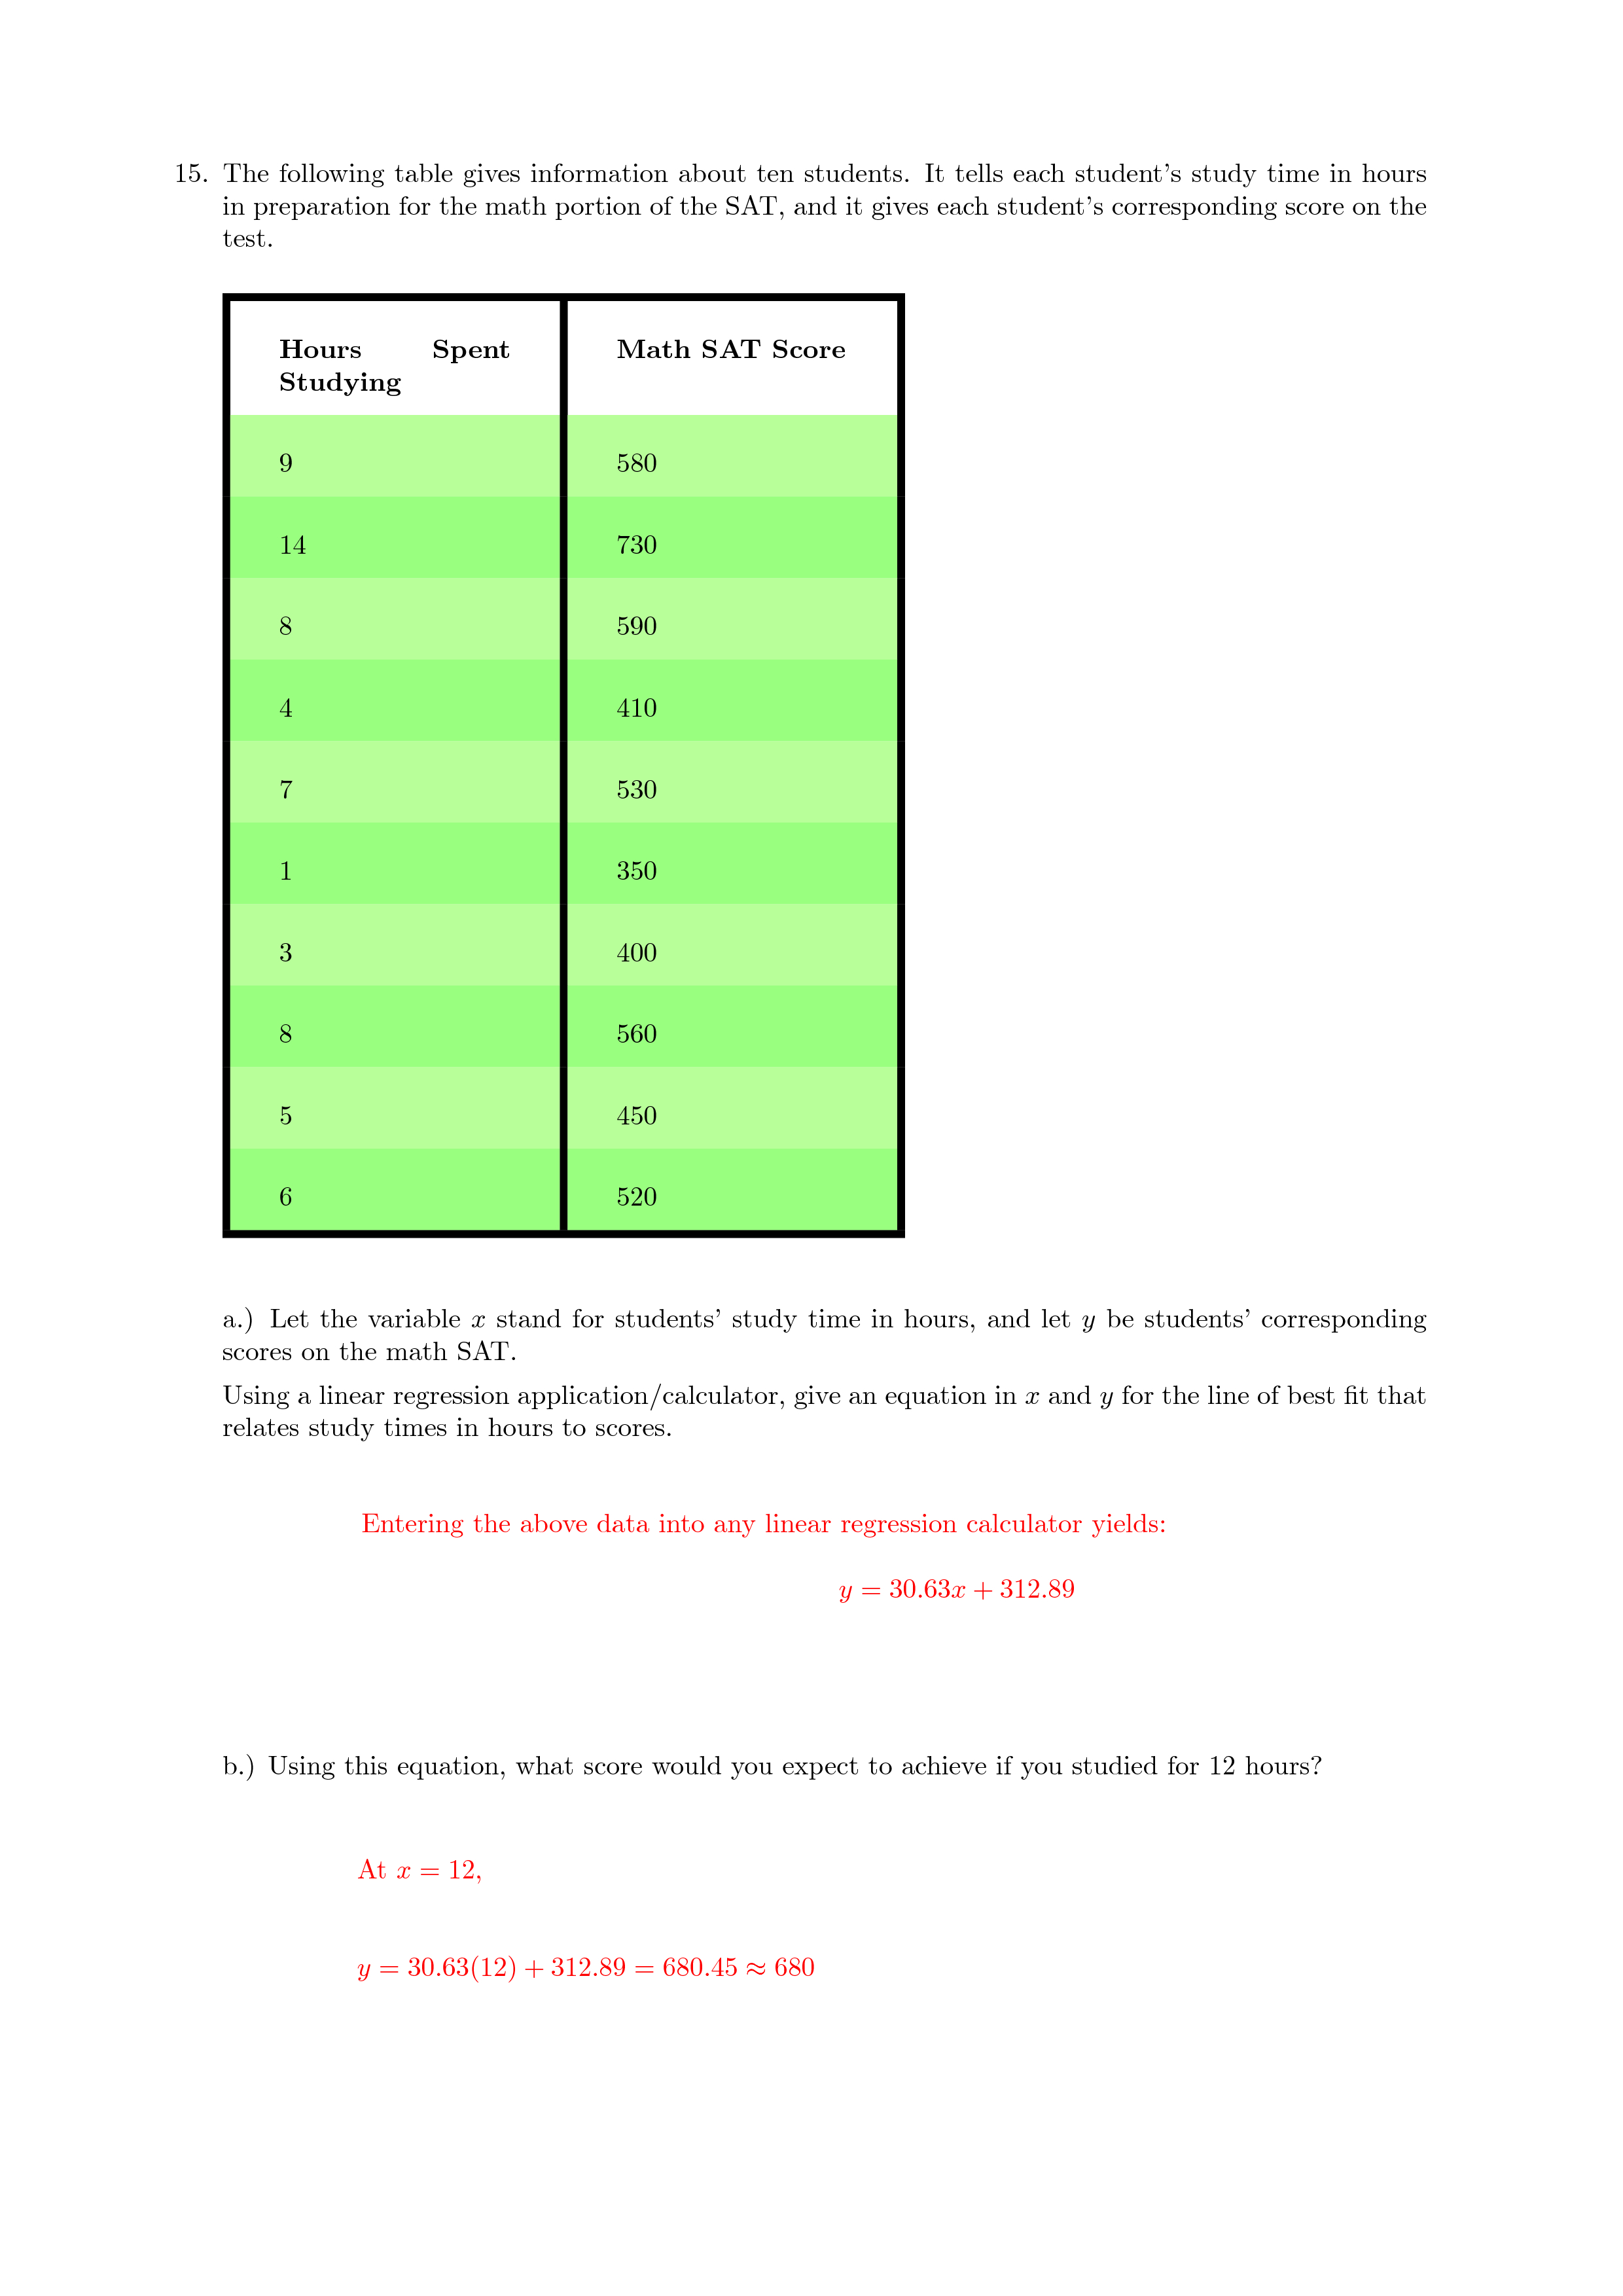 15. The following table gives information about ten students. It tells each student's study time in hours
in preparation for the math portion of the SAT, and it gives each student's corresponding score on the
test.
Hours Spent Studying	Math SAT Score
9	580
14	730
8	590
4	410
7	530
1	350
3	400
8	560
5	450
6	520
a.) Let the variable x stand for students' study time in hours, and let y be students' corresponding
scores on the math SAT.
Using a linear regression application/calculator, give an equation in x and y for the line of best fit that
relates study times in hours to scores.
Entering the above data into any linear regression calculator yields:
y = 30.63x + 312.89
b.) Using this equation, what score would you expect to achieve if you studied for 12 hours?
At x = 12,
y = 30.63(12) + 312.89 = 680.45 ≈ 680